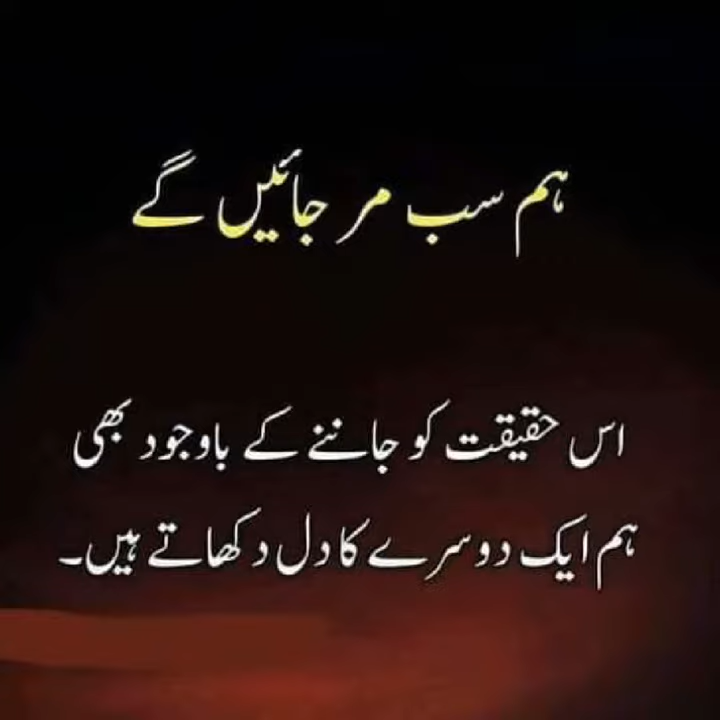 ہم سب مر جائیں گے
اس حقیقت کو جاننے کے باوجود بھی
ہم ایک دوسرے کا دل دکھاتے ہیں۔